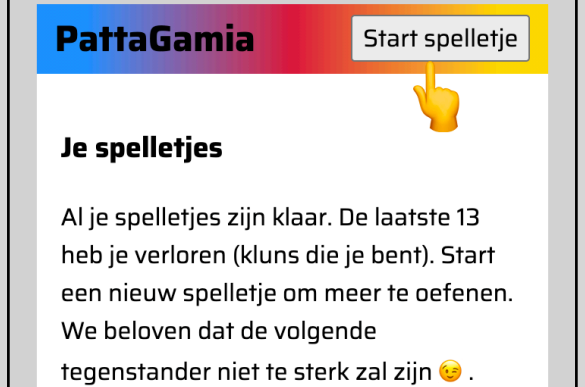 PattaGamia
Start spelletje
Je spelletjes
Al je spelletjes zijn klaar. De laatste 13
heb je verloren (kluns die je bent). Start
een nieuw spelletje om meer te oefenen.
We beloven dat de volgende
tegenstander niet te sterk zal zijn 😉 .